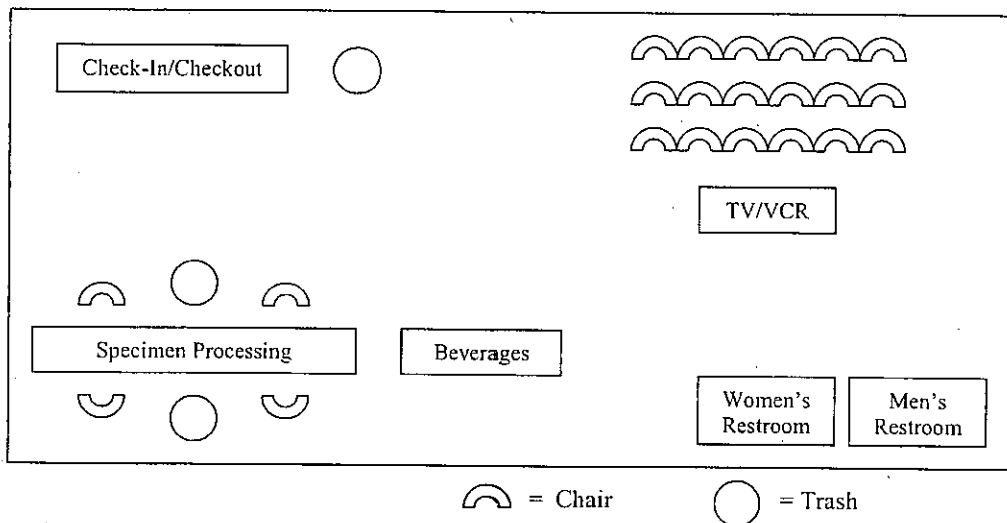 Check-In/Checkout
TV/VCR
Specimen Processing
Beverages
Women's
Restroom
Men's
Restroom
= Chair
= Trash